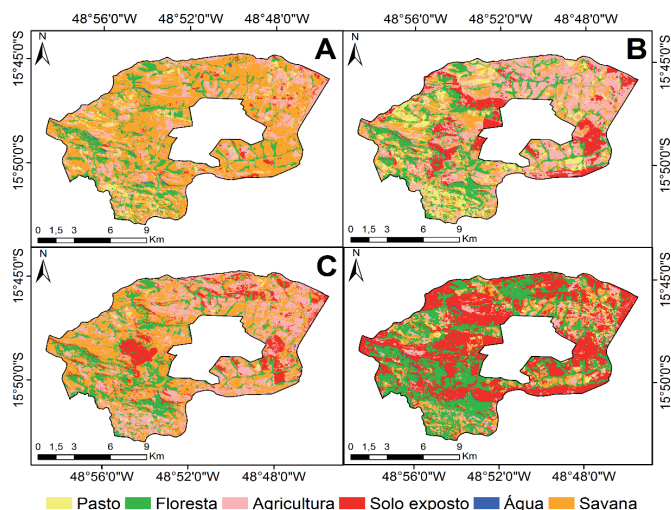 48°56'0"W 48°52'0"W 48°48'0"W 48°56'0"W 48°52'0"W 48°48'0"W
N A N B
15°45'0"S 15°50'0"S 15°45'0"S 15°50'0"S
0 1,5 3 6 9 Km 0 1,5 3 6 9 Km
N C N
15°45'0"S 15°50'0"S 15°45'0"S 15°50'0"S
0 1,5 3 6 9 Km 0 1,5 3 6 9 Km
48°56'0"W 48°52'0"W 48°48'0"W 48°56'0"W 48°52'0"W 48°48'0"W
Pasto Floresta Agricultura Solo exposto Água Savana